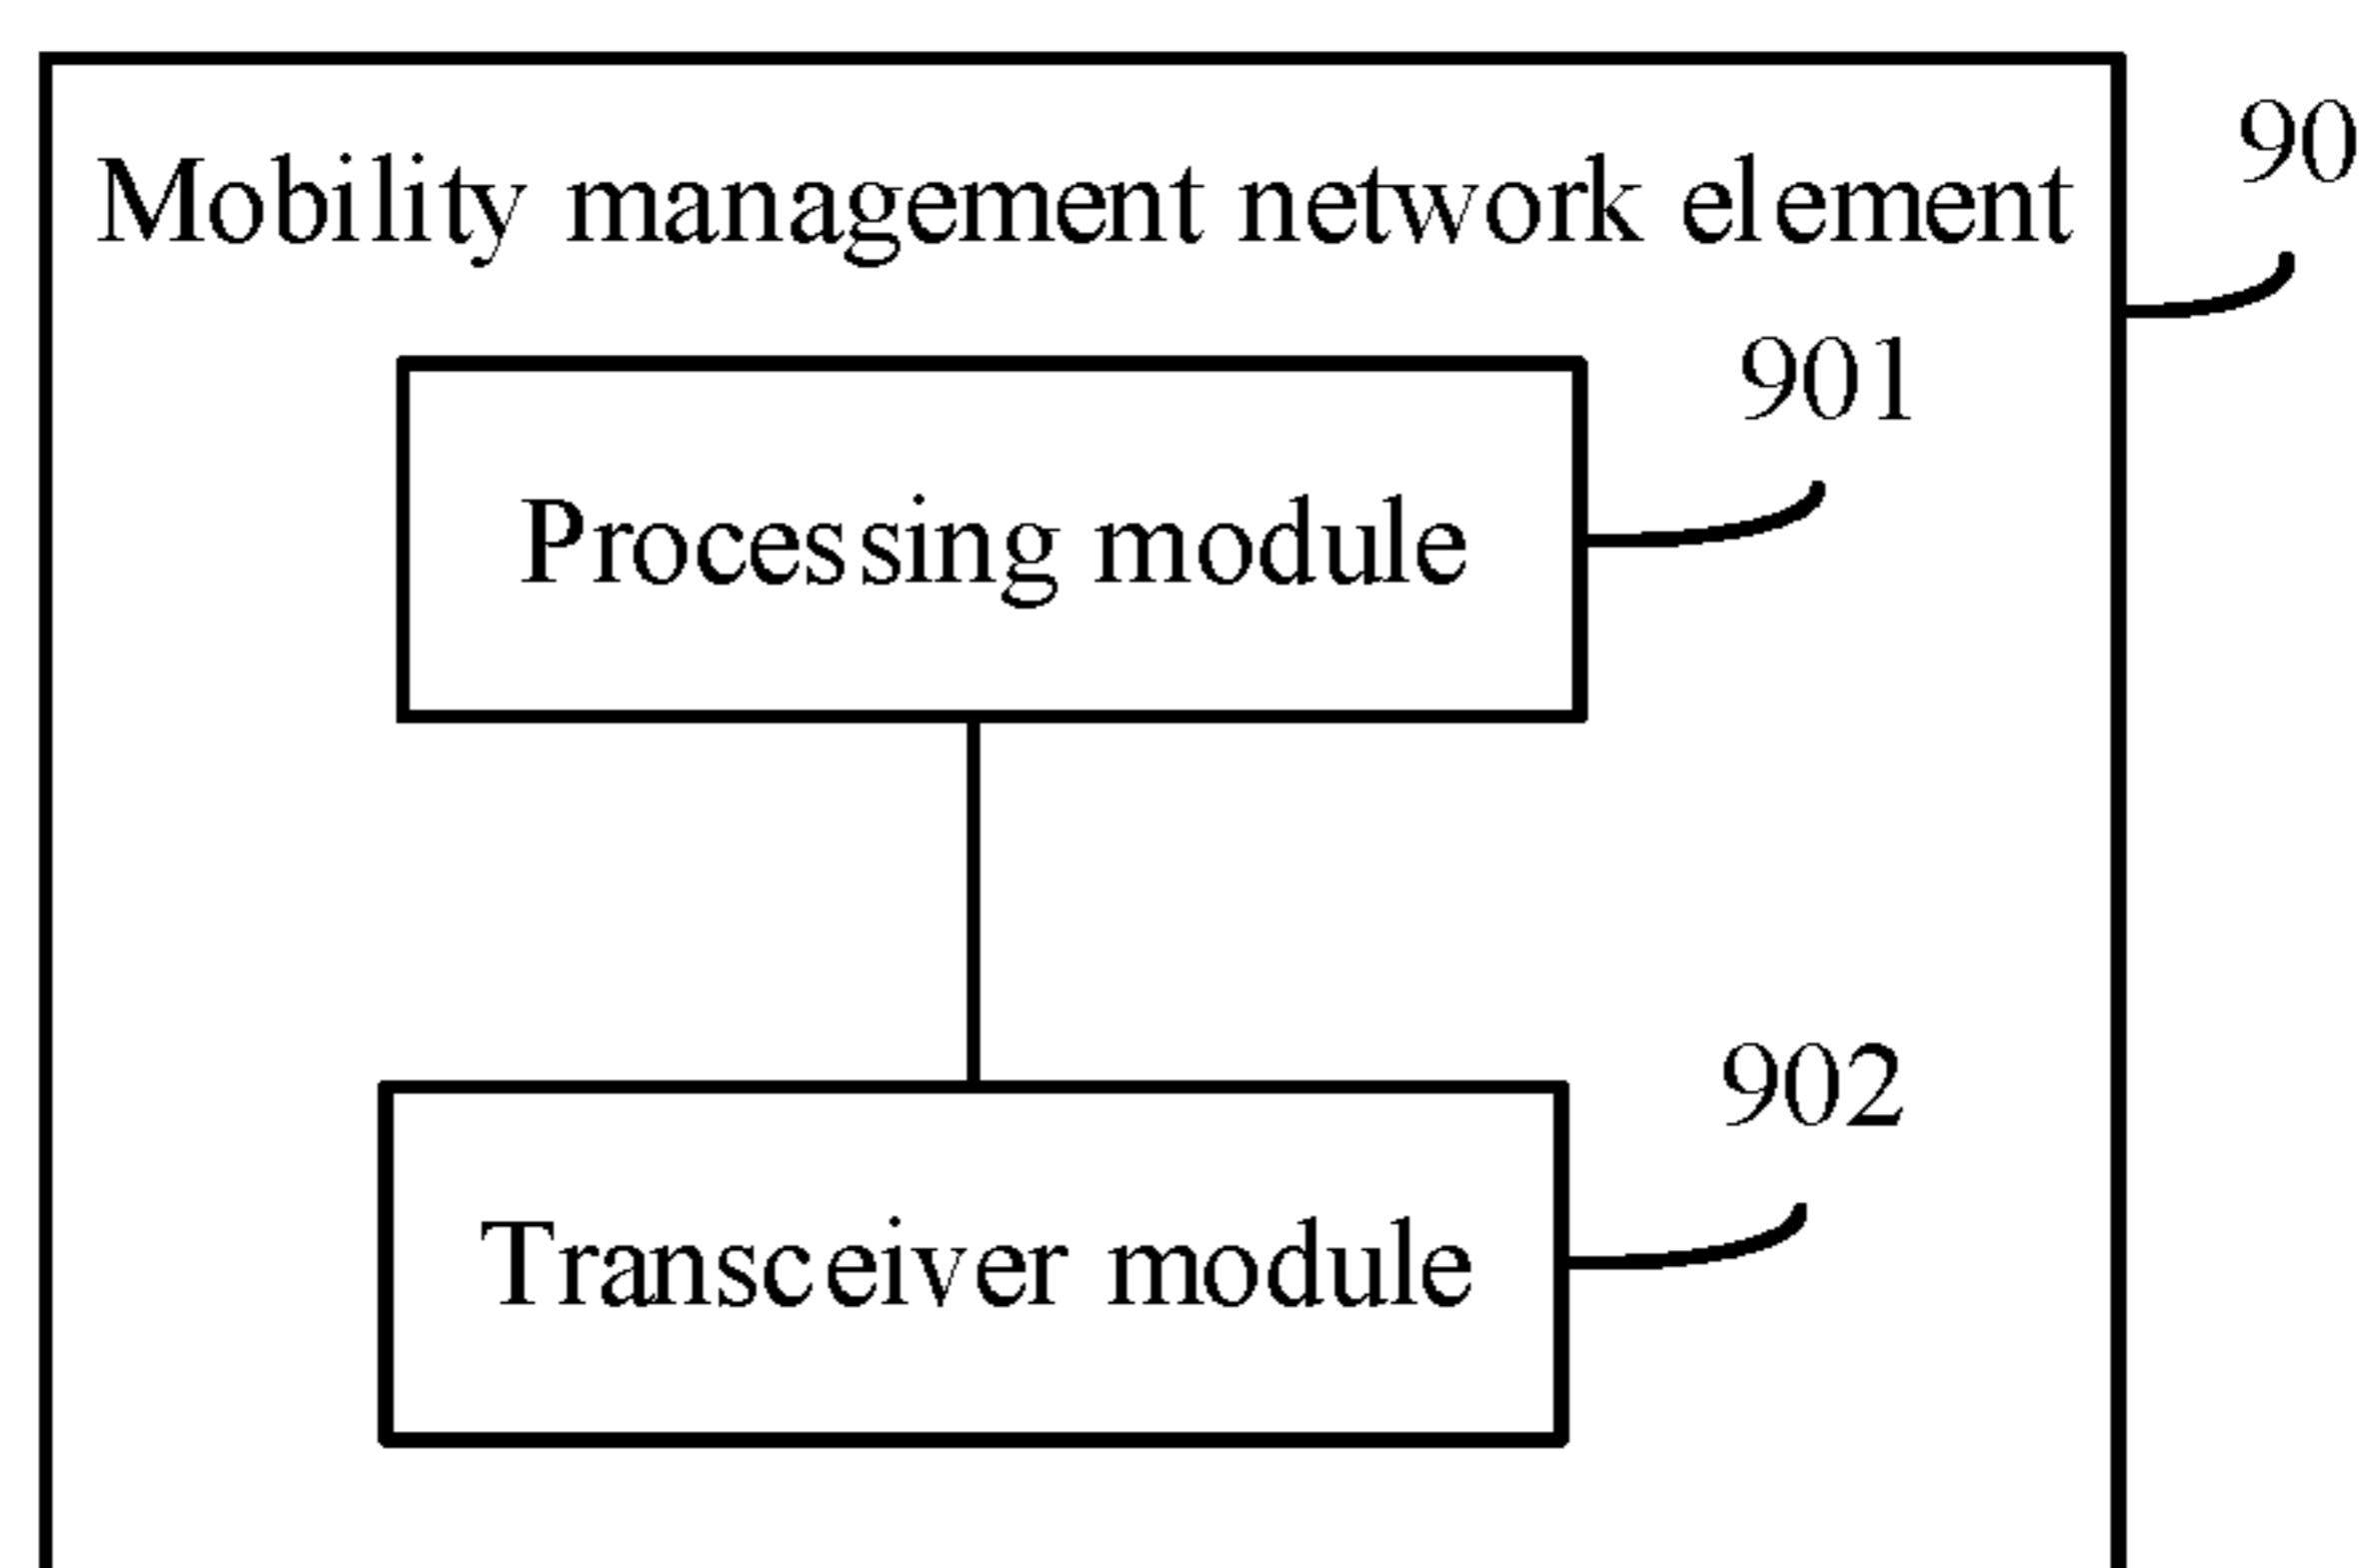 90
Mobility management network element
901
Processing module
902
Transceiver module